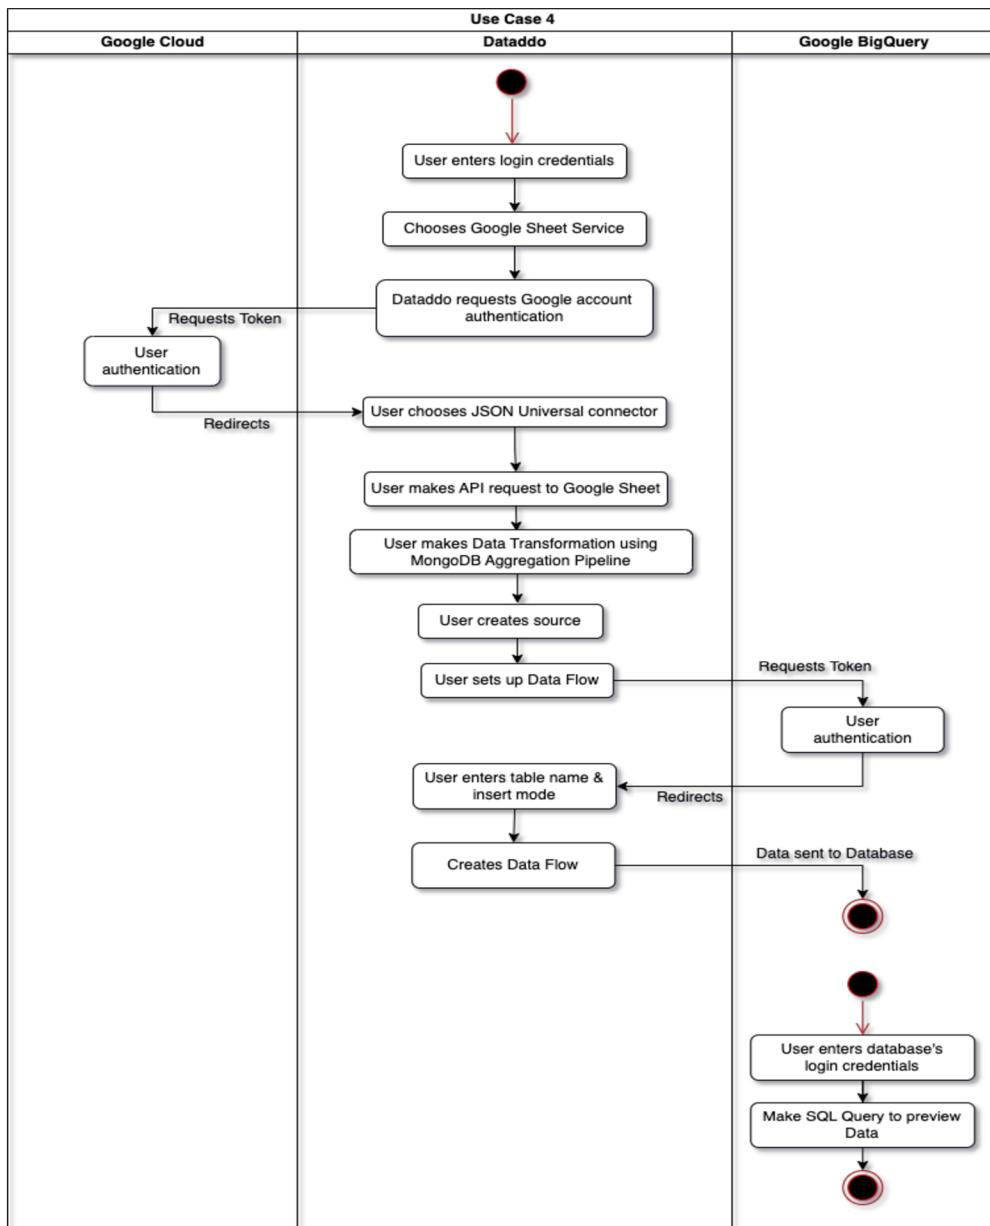 Use Case 4
Google Cloud
Dataddo
Google BigQuery
User enters login credentials
Chooses Google Sheet Service
Dataddo requests Google account
authentication
Requests Token
User
authentication
Redirects
User chooses JSON Universal connector
User makes API request to Google Sheet
User makes Data Transformation using
MongoDB Aggregation Pipeline
User creates source
User sets up Data Flow
Requests Token
User
authentication
Redirects
User enters table name &
insert mode
Creates Data Flow
Data sent to Database
User enters database's
login credentials
Make SQL Query to preview
Data